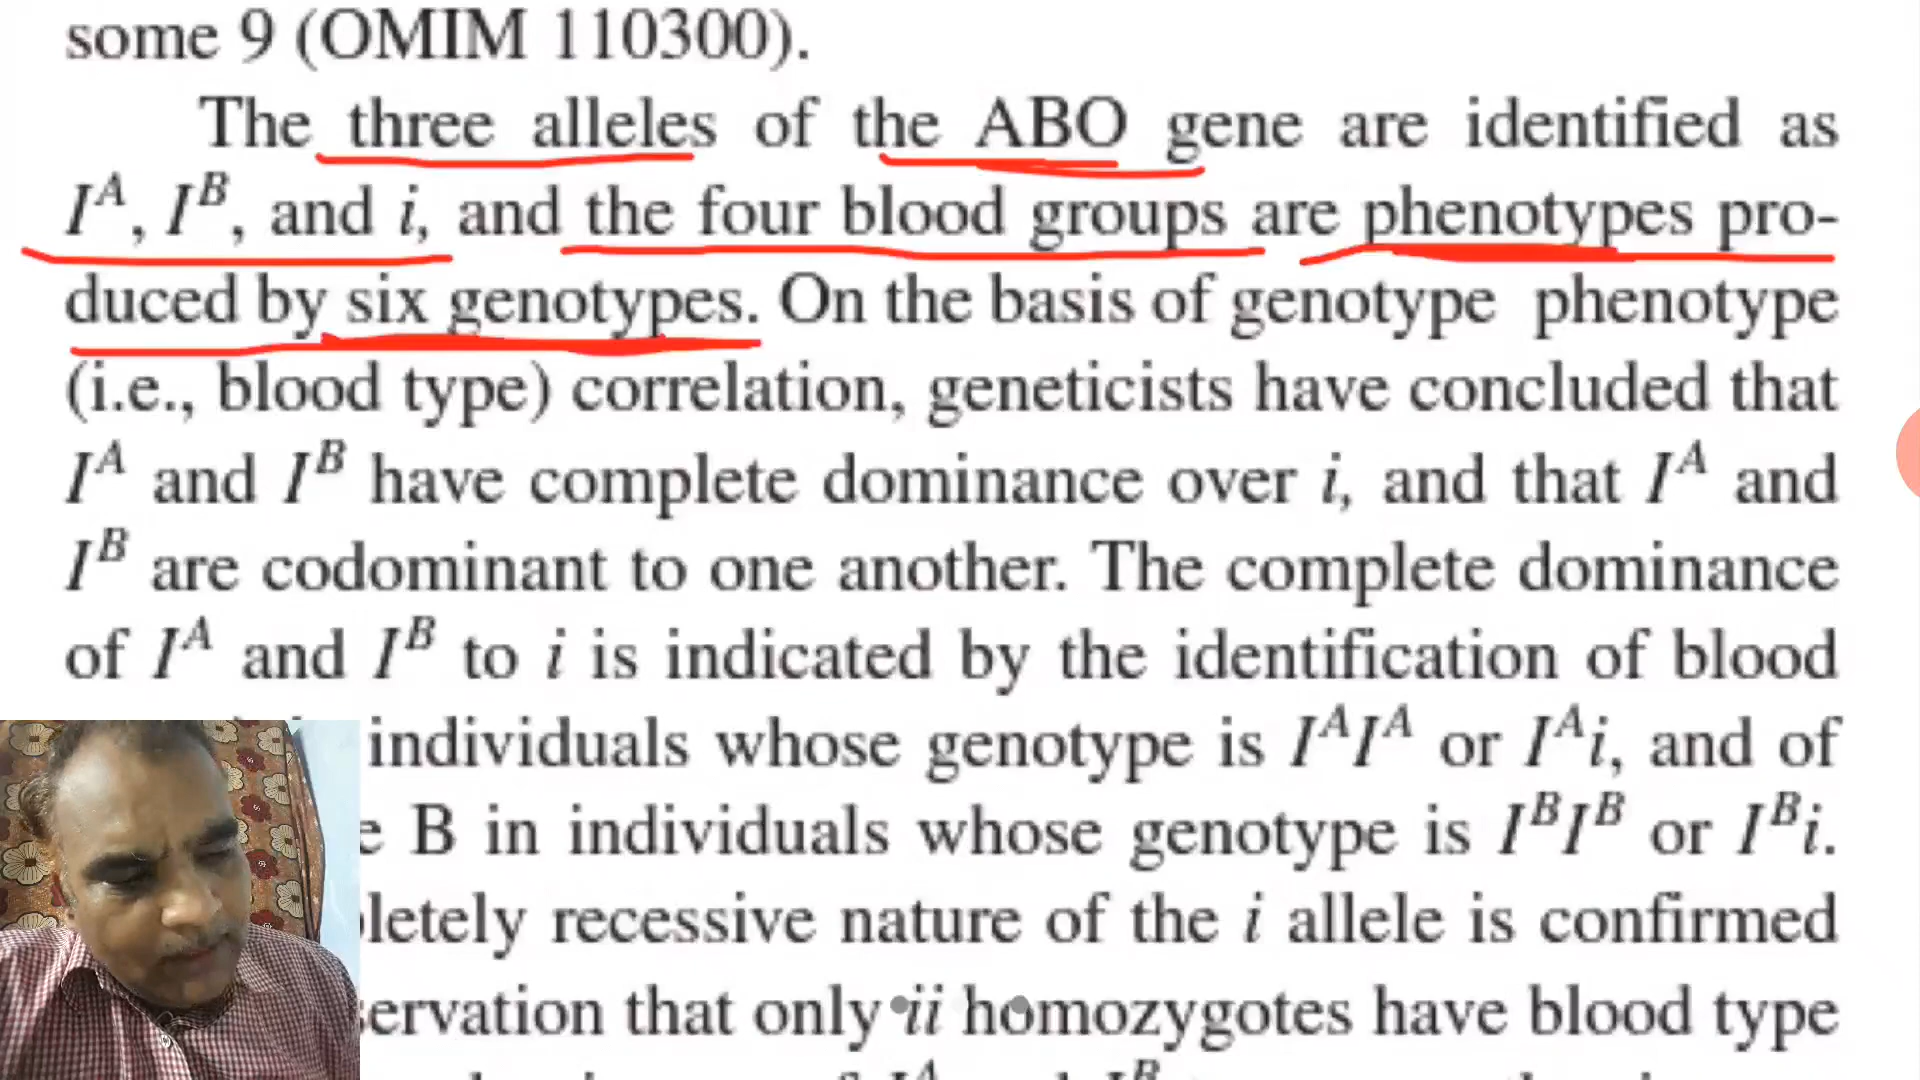 some 9 (OMIM 110300).
The three alleles of the ABO gene are identified as
I^A, I^B, and i, and the four blood groups are phenotypes pro-
duced by six genotypes. On the basis of genotype phenotype
(i.e., blood type) correlation, geneticists have concluded that
I^A and I^B have complete dominance over i, and that I^A and
I^B are codominant to one another. The complete dominance
of I^A and I^B to i is indicated by the identification of blood
individuals whose genotype is I^AI^A or I^Ai, and of
e B in individuals whose genotype is I^BI^B or I^Bi.
letely recessive nature of the i allele is confirmed
servation that only ii homozygotes have blood type